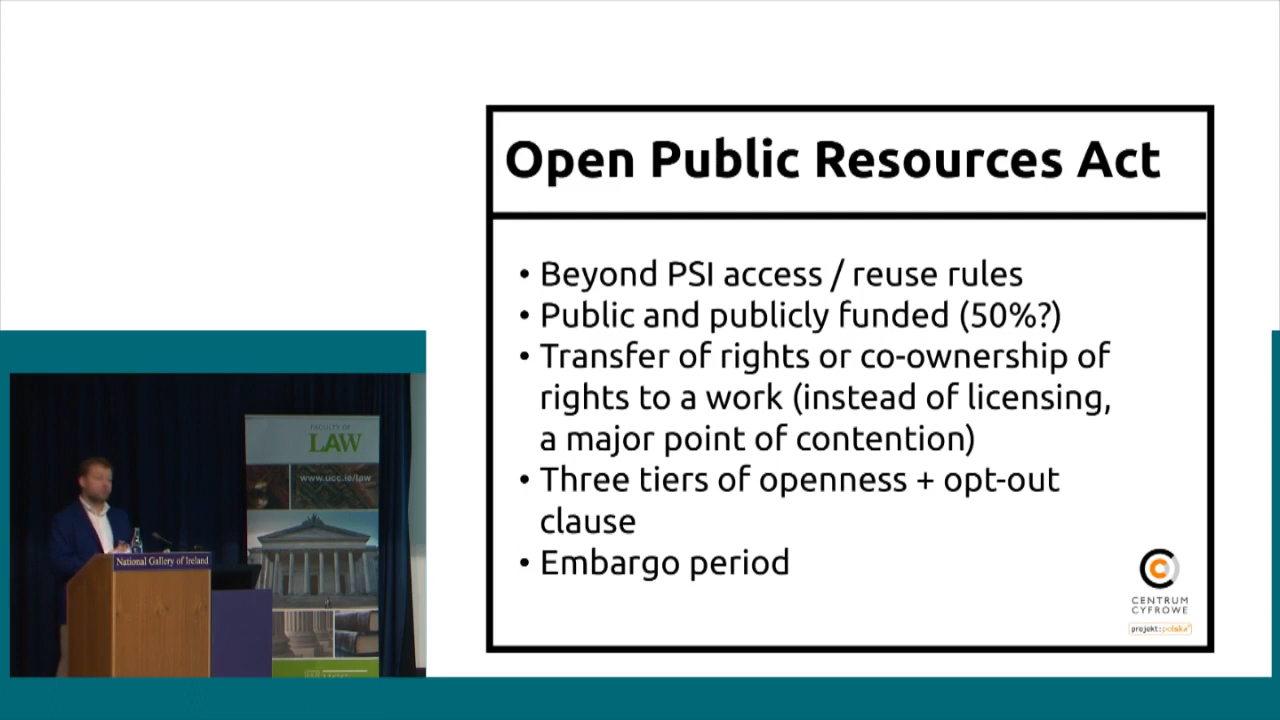 Open Public Resources Act
• Beyond PSI access / reuse rules
• Public and publicly funded (50%?)
• Transfer of rights or co-ownership of
rights to a work (instead of licensing,
a major point of contention)
• Three tiers of openness + opt-out
clause
• Embargo period
CENTRUM
CYFROWE
projekt: polska
FACULTY OF
LAW
www.ucc.ie/law
National Gallery of Ireland